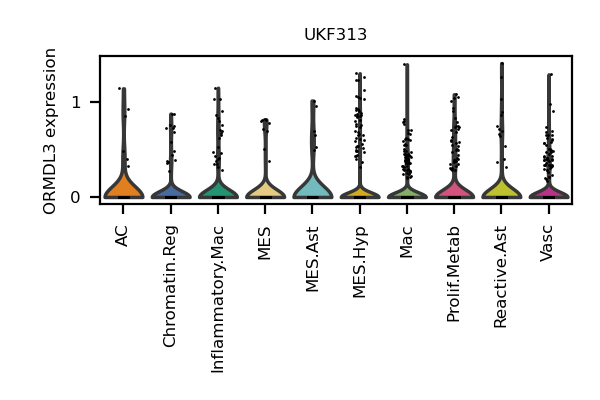 UKF313
ORMDL3 expression
1
0
AC
Chromatin.Reg
Inflammatory.Mac
MES
MES.Ast
MES.Hyp
Mac
Prolif.Metab
Reactive.Ast
Vasc